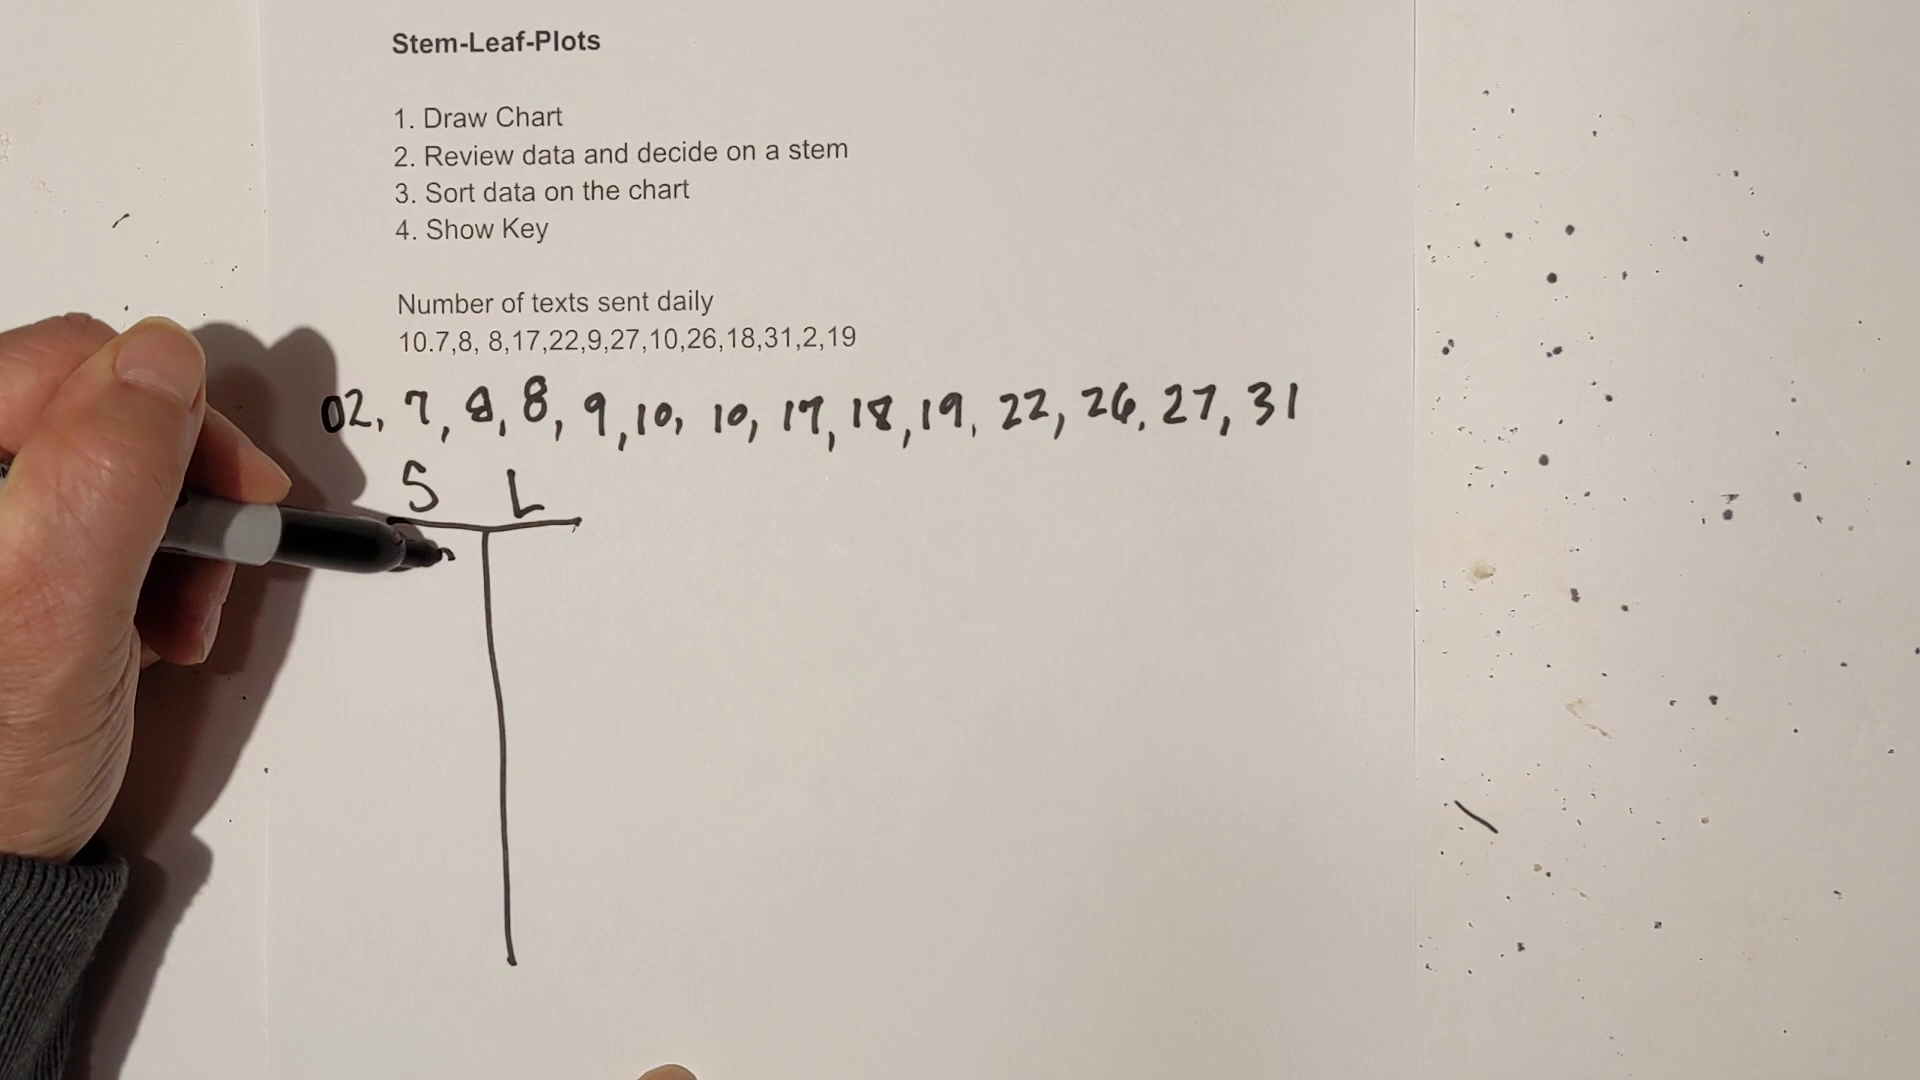 Stem-Leaf-Plots
1. Draw Chart
2. Review data and decide on a stem
3. Sort data on the chart
4. Show Key
Number of texts sent daily
10.7,8, 8,17,22,9,27,10,26,18,31,2,19
02, 7, 8, 8, 9, 10, 10, 17, 18, 19, 22, 26, 27, 31
S L